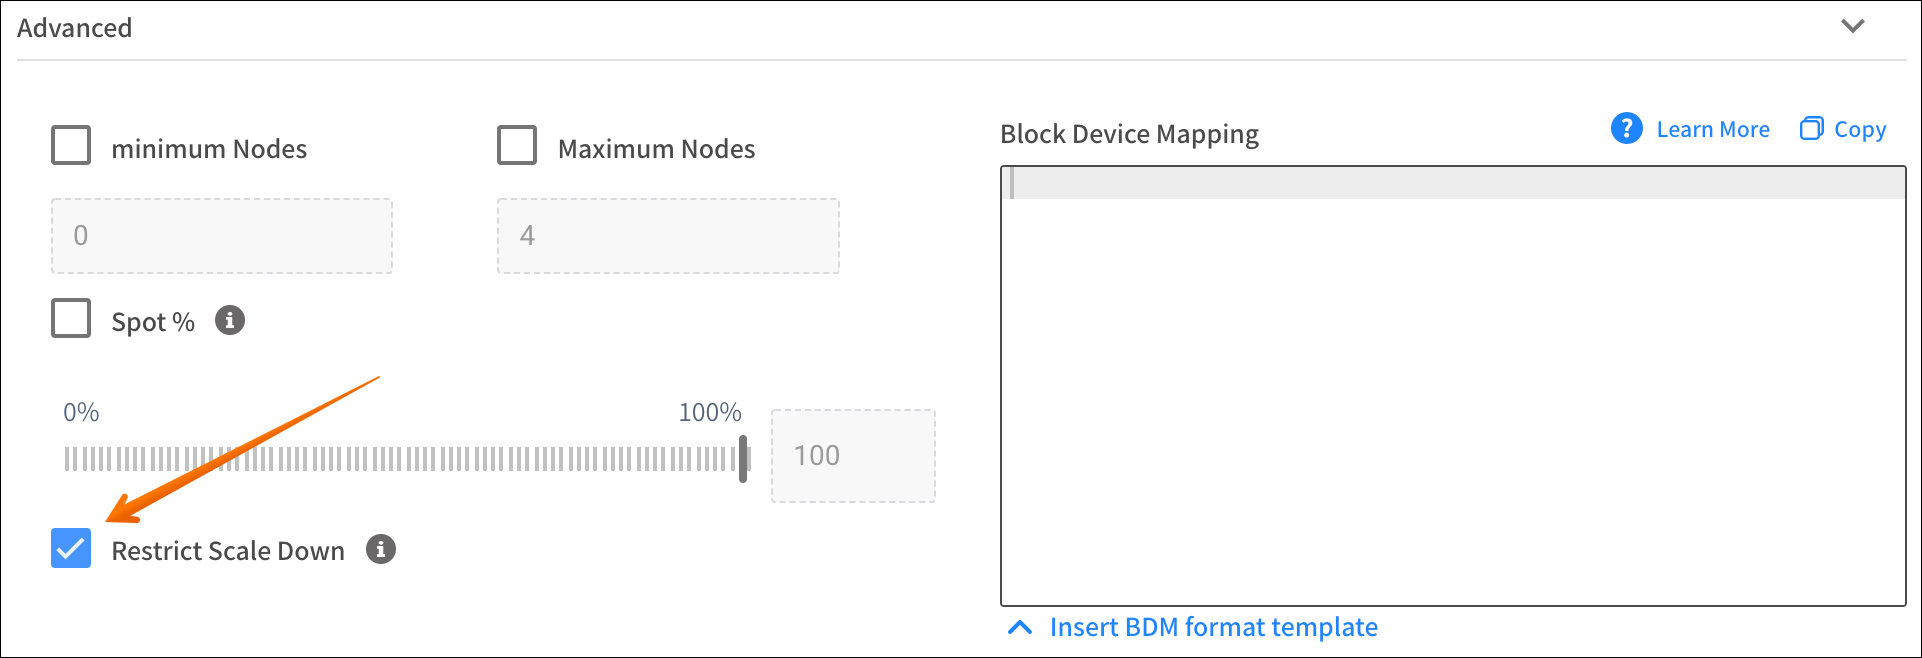 Advanced
minimum Nodes
Maximum Nodes
0
4
Spot %
0%
100%
100
Restrict Scale Down
Block Device Mapping
Learn More
Copy
Insert BDM format template